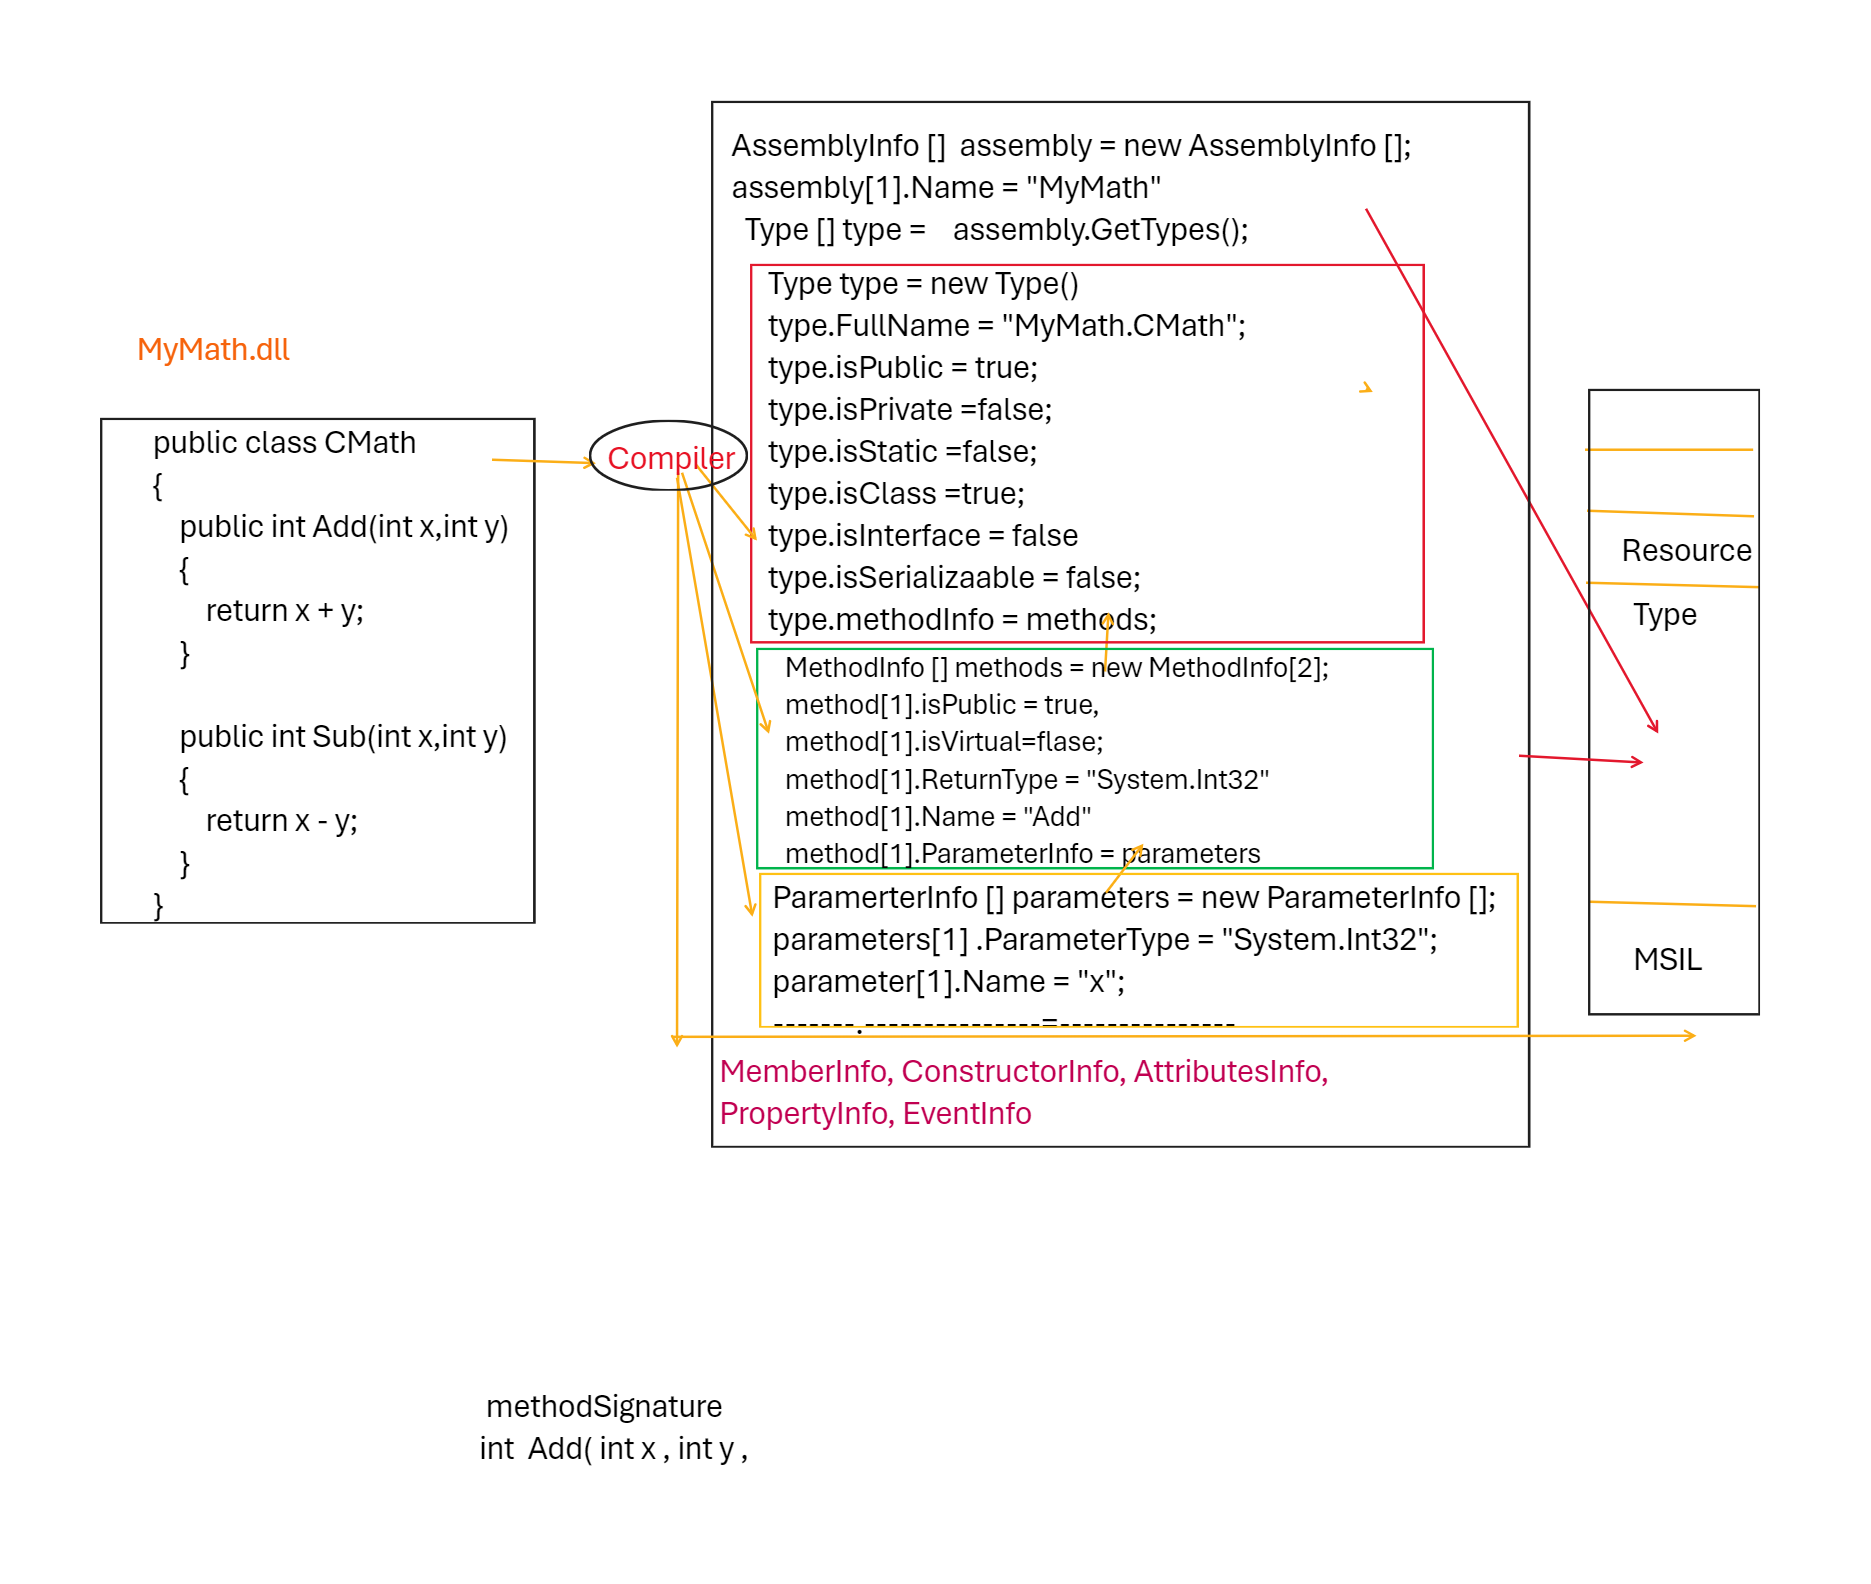 MyMath.dll
public class CMath
{
public int Add(int x,int y)
{
return x + y;
}
public int Sub(int x,int y)
{
return x - y;
}
}
Compiler
AssemblyInfo [] assembly = new AssemblyInfo [];
assembly[1].Name = "MyMath"
Type [] type = assembly.GetTypes();
Type type = new Type()
type.FullName = "MyMath.CMath";
type.isPublic = true;
type.isPrivate =false;
type.isStatic =false;
type.isClass =true;
type.isInterface = false
type.isSerializaable = false;
type.methodInfo = methods;
MethodInfo [] methods = new MethodInfo[2];
method[1].isPublic = true,
method[1].isVirtual=flase;
method[1].ReturnType = "System.Int32"
method[1].Name = "Add"
method[1].ParameterInfo = parameters
ParamerterInfo [] parameters = new ParameterInfo [];
parameters[1] .ParameterType = "System.Int32";
parameter[1].Name = "x";
-------.---------------=---------------
MemberInfo, ConstructorInfo, AttributesInfo,
PropertyInfo, EventInfo
Resource
Type
MSIL
methodSignature
int Add( int x , int y ,